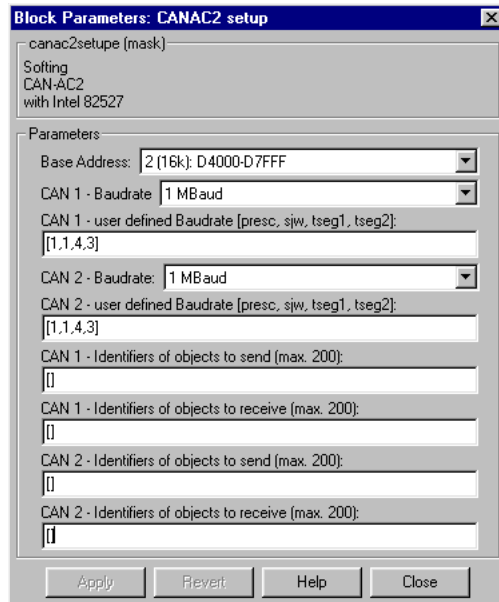 Block Parameters: CANAC2 setup
canac2setupe (mask)
Softing
CAN-AC2
with Intel 82527
Parameters
Base Address: 2 (16k): D4000-D7FFF
CAN 1 - Baudrate 1 MBaud
CAN 1 - user defined Baudrate [presc, sjw, tseg1, tseg2]:
[1,1,4,3]
CAN 2 - Baudrate: 1 MBaud
CAN 2 - user defined Baudrate [presc, sjw, tseg1, tseg2]:
[1,1,4,3]
CAN 1 - Identifiers of objects to send (max. 200):
[]
CAN 1 - Identifiers of objects to receive (max. 200):
[]
CAN 2 - Identifiers of objects to send (max. 200):
[]
CAN 2 - Identifiers of objects to receive (max. 200):
[]
Apply Revert Help Close